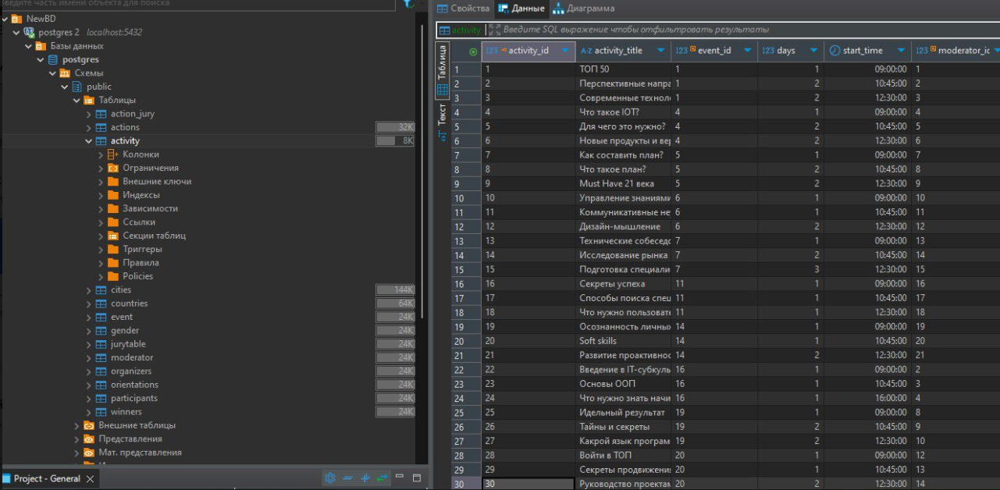 ведите часть имени объекта для поиска
NewBD
postgres 2 localhost:5432
Базы данных
postgres
Схемы
public
Таблицы
action_jury
actions 32K
activity 8K
Колонки
Ограничения
Внешние ключи
Индексы
Зависимости
Ссылки
Секции таблиц
Триггеры
Правила
Policies
cities 144K
countries 64K
event 24K
gender 24K
jurytable 24K
moderator 24K
organizers 24K
orientations 24K
participants 24K
winners 24K
Внешние таблицы
Представления
Мат. представления
Project - General
Свойства Данные Диаграмма
activity Введите SQL выражение чтобы отфильтровать результаты
Таблица
Текст
123 activity_id A-Z activity_title 123 event_id 123 days start_time 123 moderator_ic
1 1 ТОП 50 1 1 09:00:00 1
2 2 Перспективные напра 1 2 10:45:00 2
3 3 Современные технол 1 2 12:30:00 3
4 4 Что такое IOT? 4 1 09:00:00 4
5 5 Для чего это нужно? 4 2 10:45:00 5
6 6 Новые продукты и вер 4 2 12:30:00 6
7 7 Как составить план? 5 1 09:00:00 7
8 8 Что такое план? 5 2 10:45:00 8
9 9 Must Have 21 века 5 2 12:30:00 9
10 10 Управление знаниями 6 1 09:00:00 10
11 11 Коммуникативные не 6 1 10:45:00 11
12 12 Дизайн-мышление 6 2 12:30:00 12
13 13 Технические собеседс 7 1 09:00:00 13
14 14 Исследование рынка 7 2 10:45:00 14
15 15 Подготовка специали 7 3 12:30:00 15
16 16 Секреты успеха 11 1 09:00:00 16
17 17 Способы поиска спец 11 1 10:45:00 17
18 18 Что нужно пользовате 11 1 12:30:00 18
19 19 Осознанность личных 14 1 09:00:00 19
20 20 Soft skills 14 1 10:45:00 20
21 21 Развитие проактивнос 14 2 12:30:00 21
22 22 Введение в IT-субкуль 16 1 09:00:00 2
23 23 Основы ООП 16 1 10:45:00 3
24 24 Что нужно знать начи 16 1 16:00:00 4
25 25 Идельный результат 19 1 09:00:00 8
26 26 Тайны и секреты 19 2 10:45:00 9
27 27 Какрой язык програм 19 2 12:30:00 10
28 28 Войти в ТОП 20 1 09:00:00 12
29 29 Секреты продвижени 20 1 10:45:00 13
30 30 Руководство проектам 20 2 12:30:00 14